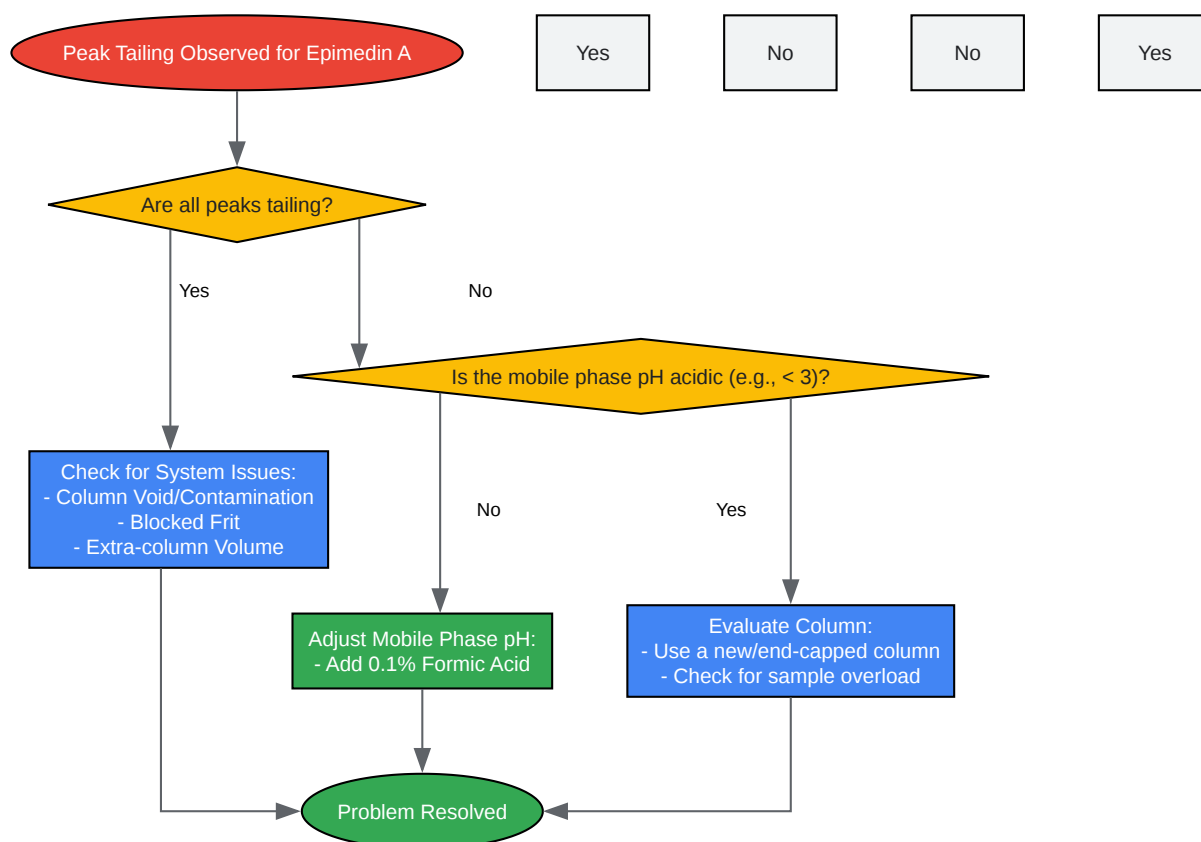 Peak Tailing Observed for Epimedin A
Yes
No
No
Yes
Are all peaks tailing?
Yes
No
Is the mobile phase pH acidic (e.g., < 3)?
Check for System Issues:
- Column Void/Contamination
- Blocked Frit
- Extra-column Volume
No
Yes
Adjust Mobile Phase pH:
- Add 0.1% Formic Acid
Evaluate Column:
- Use a new/end-capped column
- Check for sample overload
Problem Resolved